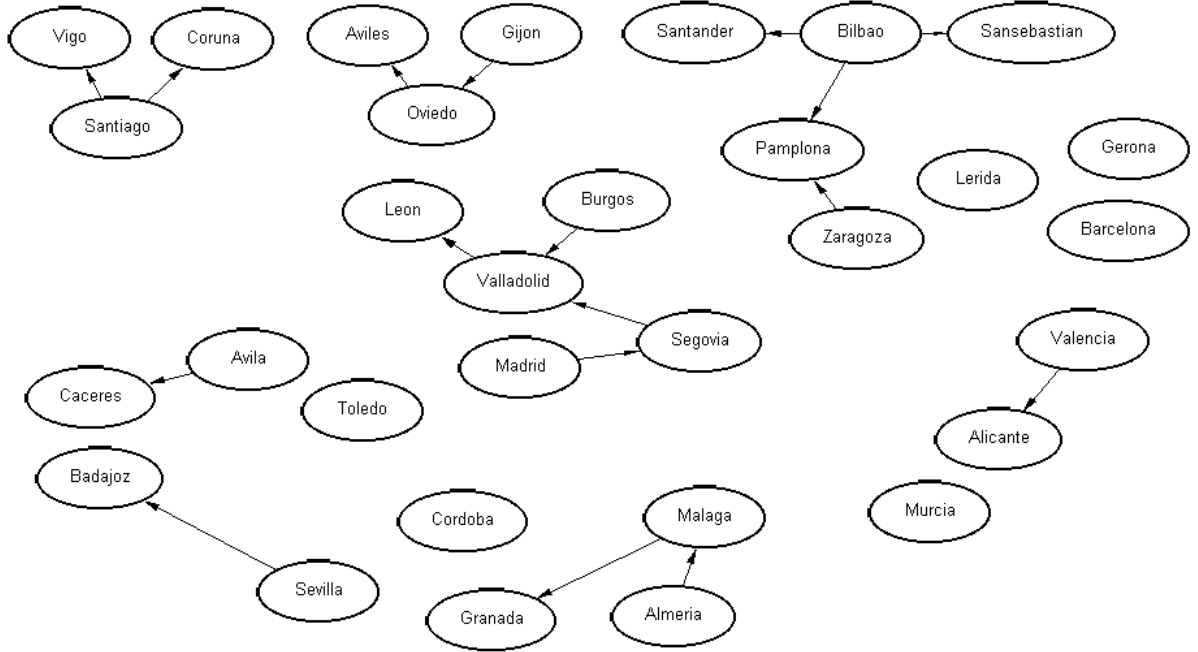 Vigo
Coruna
Santiago
Aviles
Gijon
Oviedo
Santander
Bilbao
Sansebastian
Pamplona
Zaragoza
Lerida
Gerona
Barcelona
Leon
Burgos
Valladolid
Segovia
Madrid
Avila
Caceres
Toledo
Badajoz
Sevilla
Cordoba
Malaga
Granada
Almeria
Valencia
Alicante
Murcia